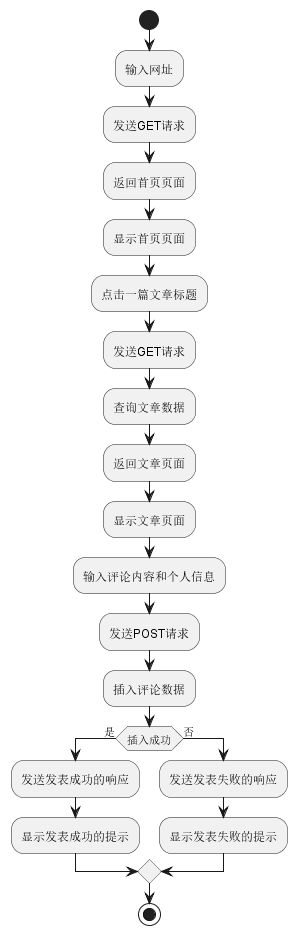 输入网址
发送GET请求
返回首页页面
显示首页页面
点击一篇文章标题
发送GET请求
查询文章数据
返回文章页面
显示文章页面
输入评论内容和个人信息
发送POST请求
插入评论数据
是
插入成功
否
发送发表成功的响应
发送发表失败的响应
显示发表成功的提示
显示发表失败的提示